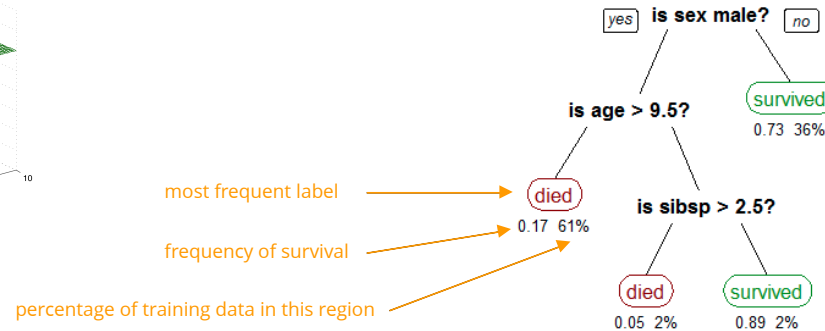 yes is sex male? no
survived
0.73 36%
is age > 9.5?
10
most frequent label
died
0.17 61%
is sibsp > 2.5?
frequency of survival
percentage of training data in this region
died survived
0.05 2% 0.89 2%